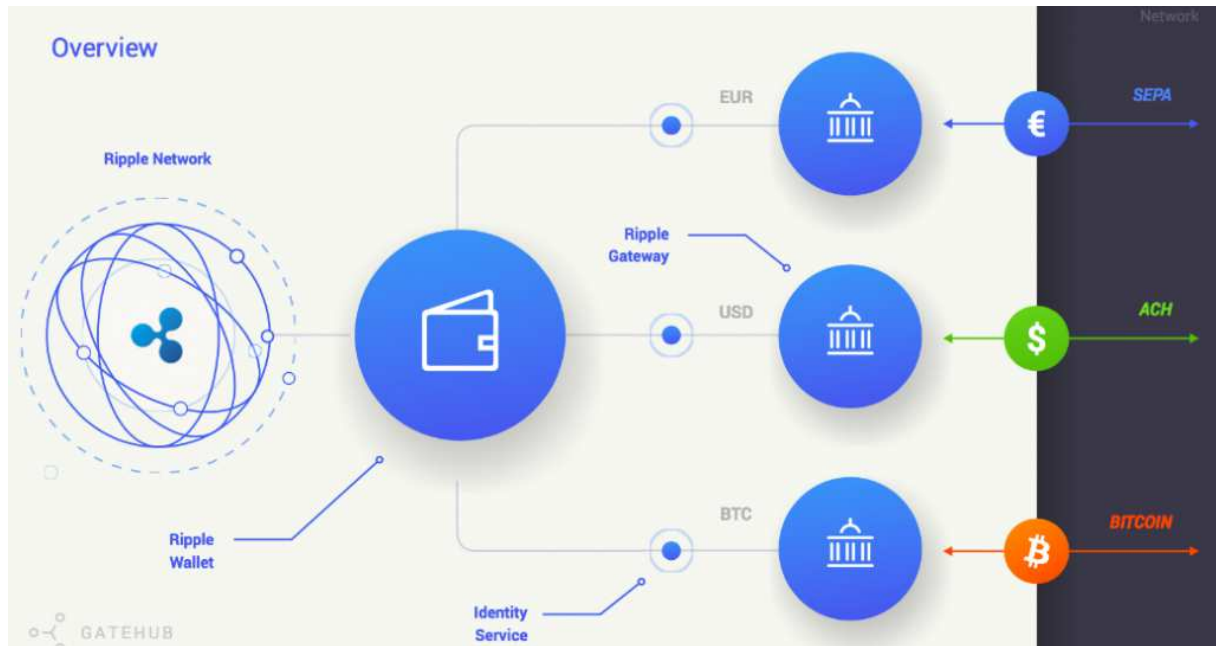 Overview
Network
EUR
SEPA
€
Ripple Network
Ripple
Gateway
USD
ACH
$
BTC
BITCOIN
₿
Ripple
Wallet
Identity
Service
GATEHUB